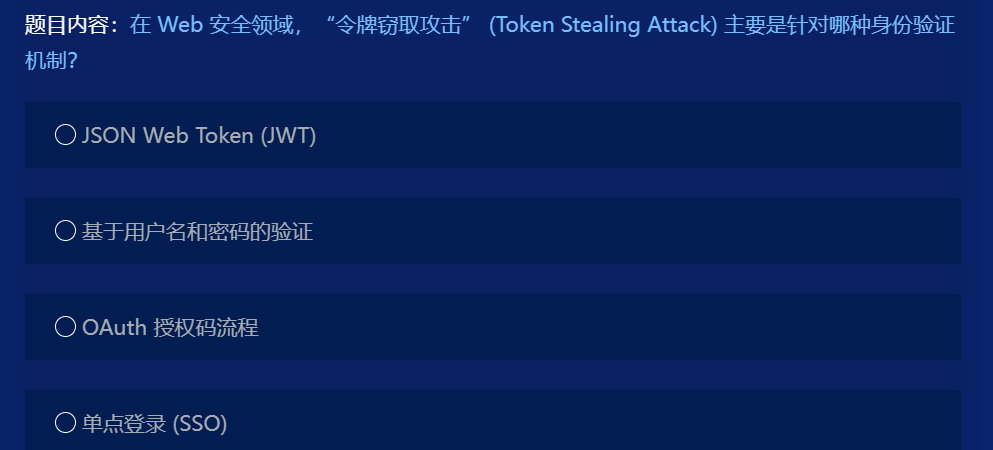 题目内容：在 Web 安全领域，“令牌窃取攻击” (Token Stealing Attack) 主要是针对哪种身份验证
机制？
JSON Web Token (JWT)
基于用户名和密码的验证
OAuth 授权码流程
单点登录 (SSO)